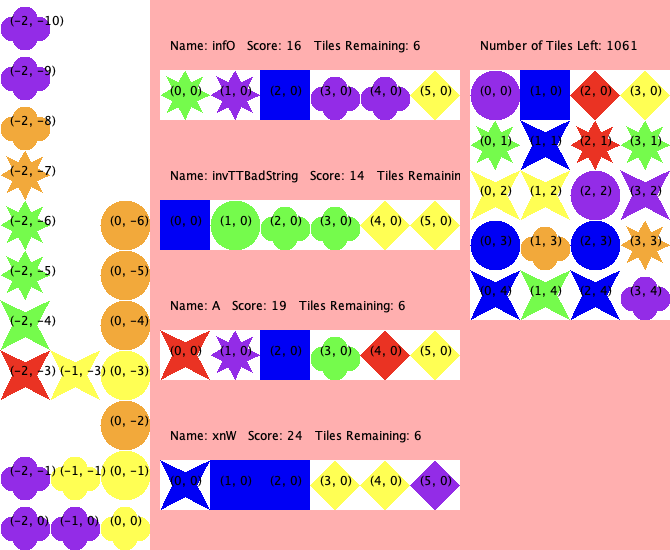 (-2, -10)
(-2, -9)
(-2, -8)
(-2, -7)
(-2, -6) (0, -6)
(-2, -5) (0, -5)
(-2, -4) (0, -4)
(-2, -3) (-1, -3) (0, -3)
(0, -2)
(-2, -1) (-1, -1) (0, -1)
(-2, 0) (-1, 0) (0, 0)
Name: infO Score: 16 Tiles Remaining: 6
(0, 0) (1, 0) (2, 0) (3, 0) (4, 0) (5, 0)
Name: invTTBadString Score: 14 Tiles Remainin
(0, 0) (1, 0) (2, 0) (3, 0) (4, 0) (5, 0)
Name: A Score: 19 Tiles Remaining: 6
(0, 0) (1, 0) (2, 0) (3, 0) (4, 0) (5, 0)
Name: xnW Score: 24 Tiles Remaining: 6
(0, 0) (1, 0) (2, 0) (3, 0) (4, 0) (5, 0)
Number of Tiles Left: 1061
(0, 0) (1, 0) (2, 0) (3, 0)
(0, 1) (1, 1) (2, 1) (3, 1)
(0, 2) (1, 2) (2, 2) (3, 2)
(0, 3) (1, 3) (2, 3) (3, 3)
(0, 4) (1, 4) (2, 4) (3, 4)